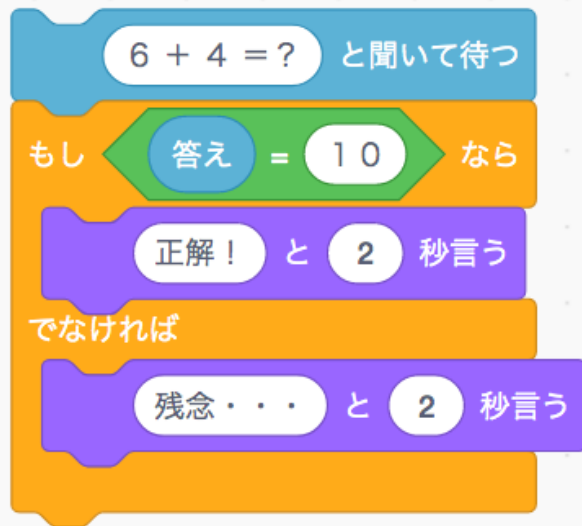 ６ + ４ =? と聞いて待つ
もし 答え = １０ なら
正解！ と 2 秒言う
でなければ
残念・・・ と 2 秒言う